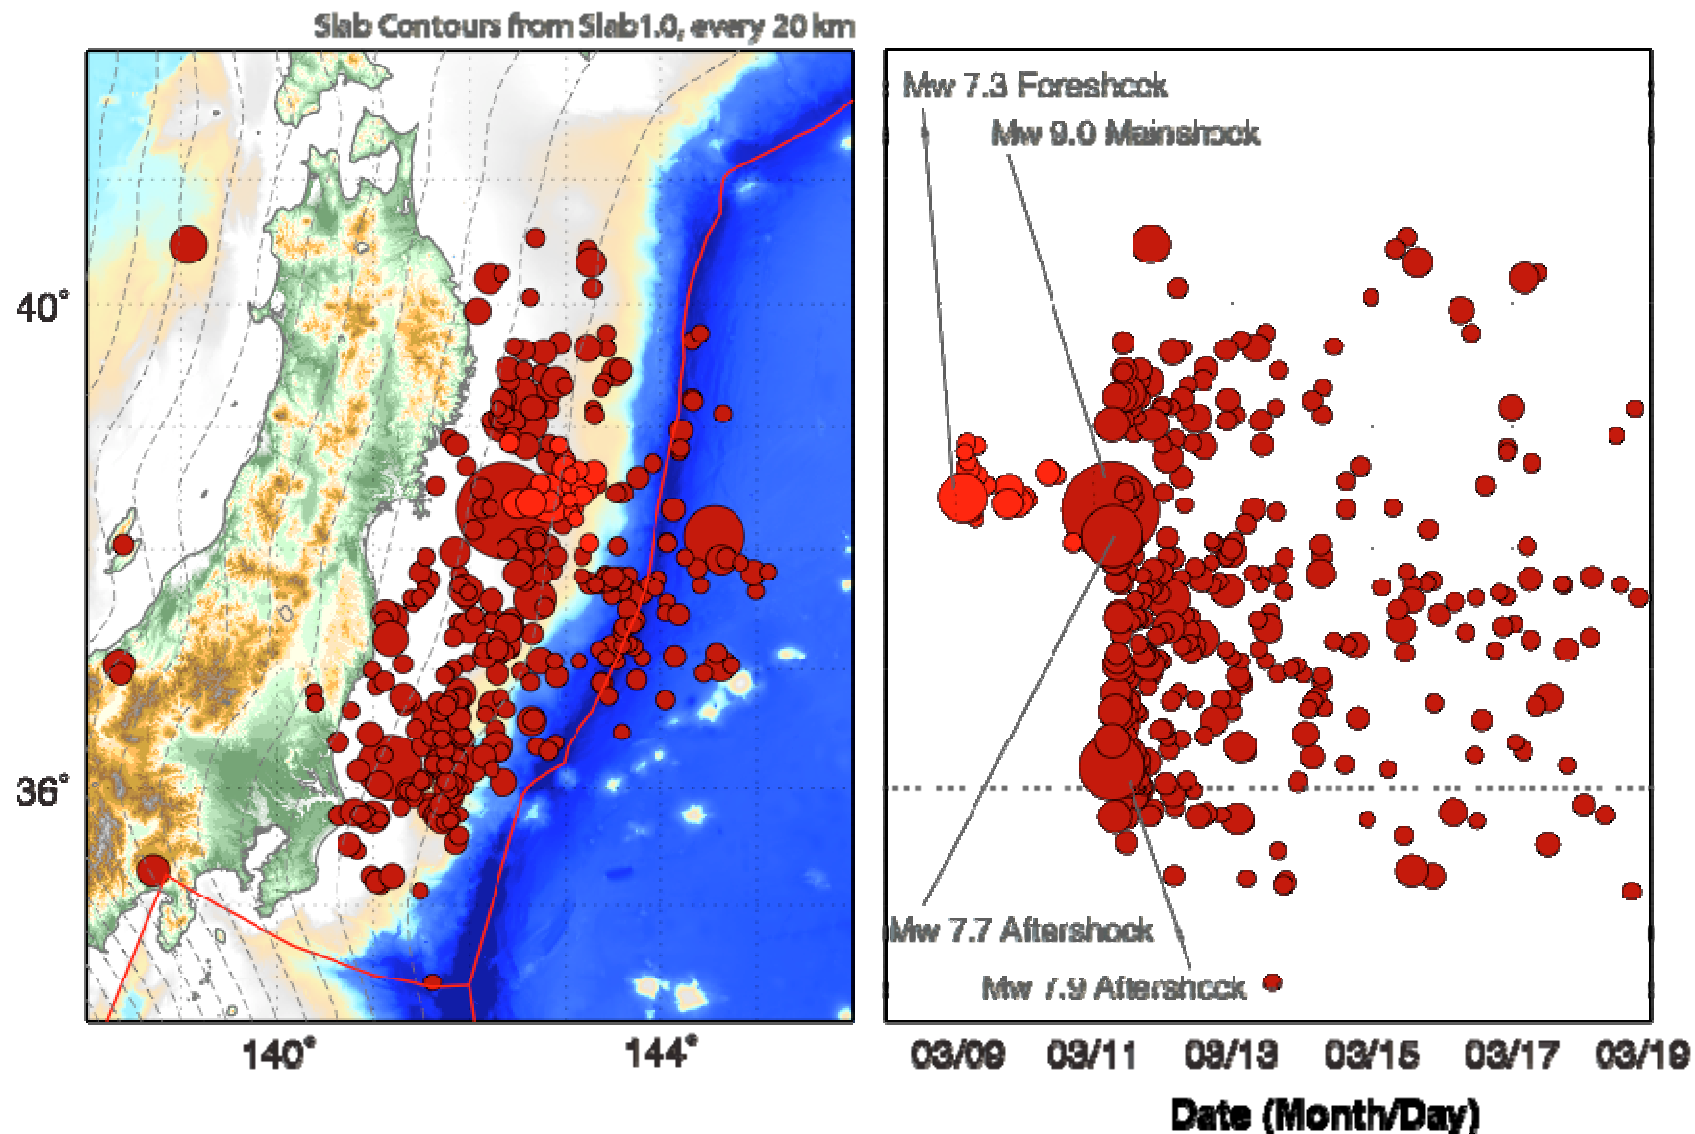 Slab Contours from Slab1.0, every 20 km
Mw 7.3 Foreshock
Mw 9.0 Mainshock
40°
36°
Mw 7.7 Aftershock
Mw 7.9 Aftershock
140° 144° 03/09 03/11 03/13 03/15 03/17 03/19
Date (Month/Day)